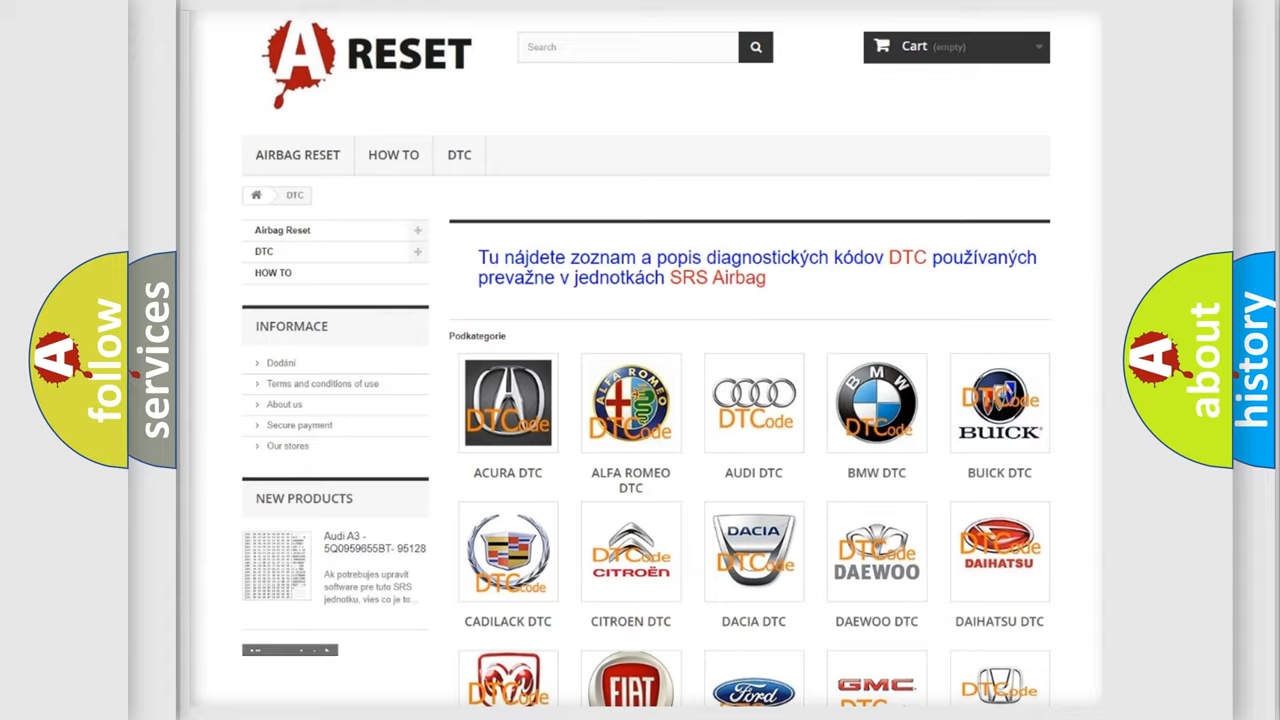 A RESET
Search
Cart (empty)
AIRBAG RESET
HOW TO
DTC
DTC
Airbag Reset
DTC
HOW TO
INFORMACE
Dodání
Terms and conditions of use
About us
Secure payment
Our stores
NEW PRODUCTS
Audi A3 -
5Q0959655BT- 95128
Ak potrebujes upravit
software pre tuto SRS
jednotku, vies co je to...
Tu nájdete zoznam a popis diagnostických kódov DTC používaných
prevažne v jednotkách SRS Airbag
Podkategorie
DTCode
ACURA DTC
ALFA ROMEO
DTCode
ALFA ROMEO
DTC
DTCode
AUDI DTC
BMW
DTCode
BMW DTC
DTCode
BUICK
BUICK DTC
DTCode
CADILACK DTC
DTCode
CITROËN
CITROEN DTC
DACIA
DTCode
DACIA DTC
DTCode
DAEWOO
DAEWOO DTC
DTCode
DAIHATSU
DAIHATSU DTC
DTCode
FIAT
Ford
GMC
DTCode
A follow
services
A about
history